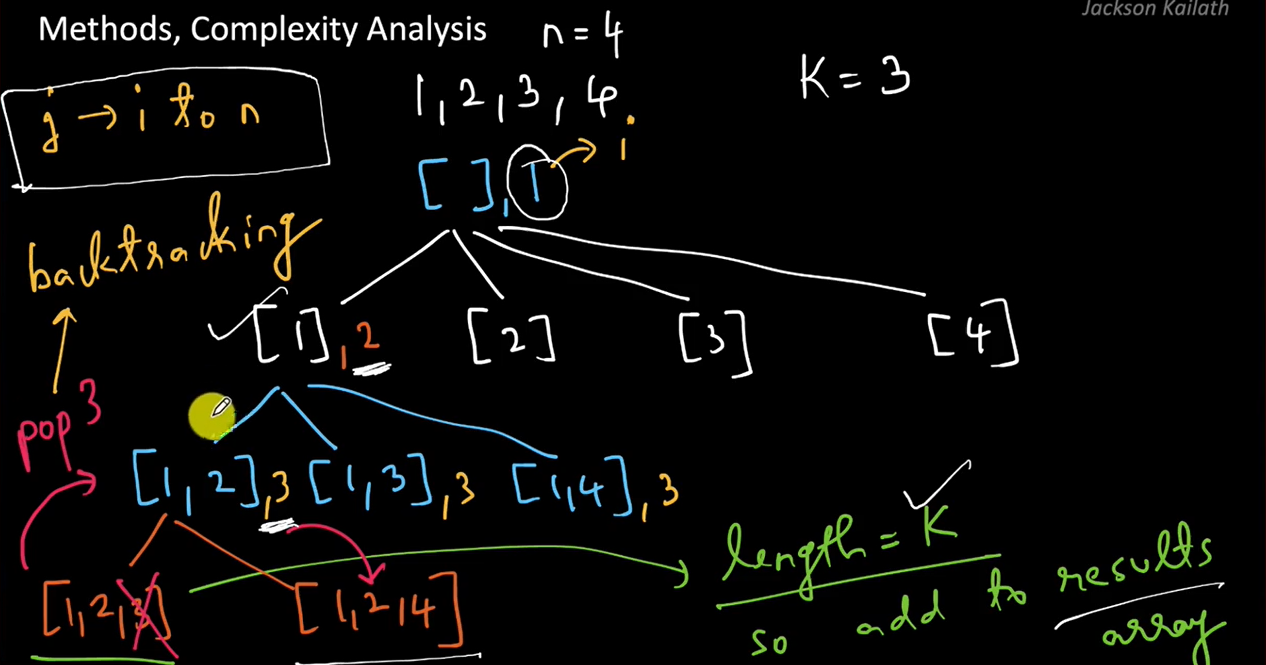 Jackson Kailath
Methods, Complexity Analysis n = 4
K = 3
j → i to n
1, 2, 3, 4
[ ], 1 → i
backtracking
[1], 2 [2] [3] [4]
pop 3
[1, 2], 3 [1, 3], 3 [1,4], 3
length = K
so add to results
array
[1, 2, 3] [1, 2, 4]